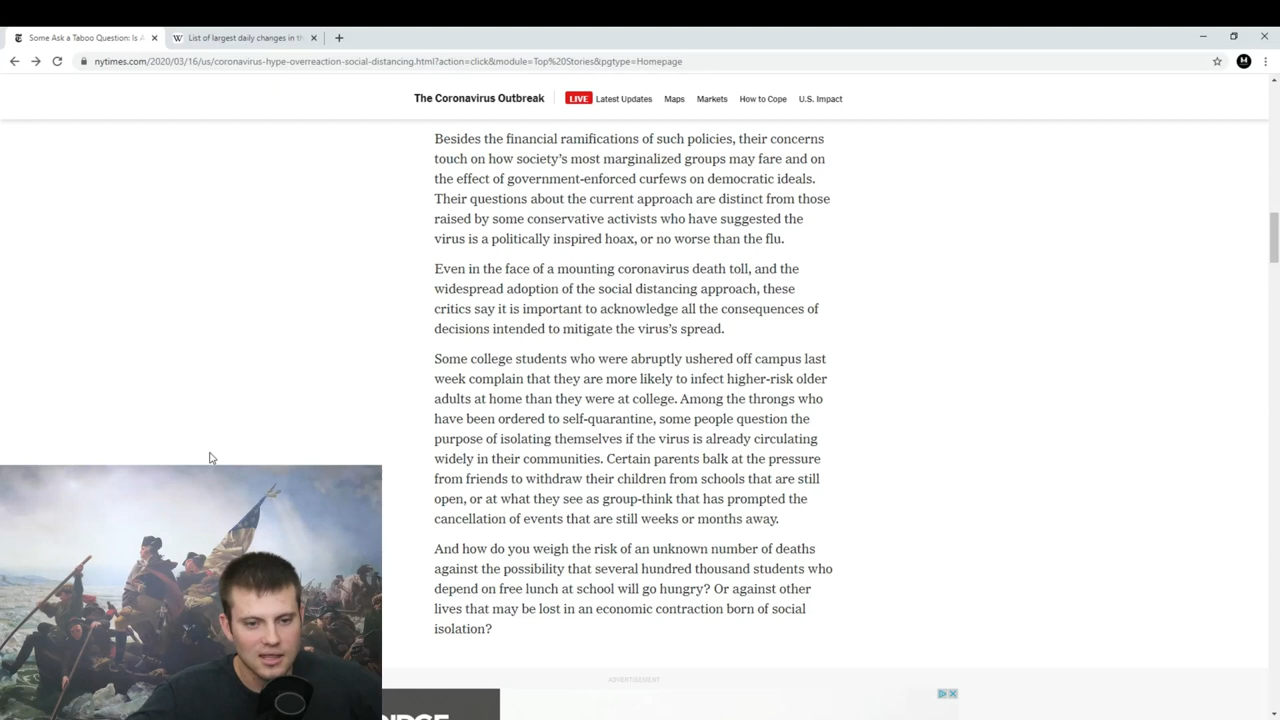 Some Ask a Taboo Question: Is A
List of largest daily changes in th
nytimes.com/2020/03/16/us/coronavirus-hype-overreaction-social-distancing.html?action=click&module=Top%20Stories&pgtype=Homepage
The Coronavirus Outbreak
LIVE Latest Updates Maps Markets How to Cope U.S. Impact
Besides the financial ramifications of such policies, their concerns
touch on how society’s most marginalized groups may fare and on
the effect of government-enforced curfews on democratic ideals.
Their questions about the current approach are distinct from those
raised by some conservative activists who have suggested the
virus is a politically inspired hoax, or no worse than the flu.
Even in the face of a mounting coronavirus death toll, and the
widespread adoption of the social distancing approach, these
critics say it is important to acknowledge all the consequences of
decisions intended to mitigate the virus’s spread.
Some college students who were abruptly ushered off campus last
week complain that they are more likely to infect higher-risk older
adults at home than they were at college. Among the throngs who
have been ordered to self-quarantine, some people question the
purpose of isolating themselves if the virus is already circulating
widely in their communities. Certain parents balk at the pressure
from friends to withdraw their children from schools that are still
open, or at what they see as group-think that has prompted the
cancellation of events that are still weeks or months away.
And how do you weigh the risk of an unknown number of deaths
against the possibility that several hundred thousand students who
depend on free lunch at school will go hungry? Or against other
lives that may be lost in an economic contraction born of social
isolation?
ADVERTISEMENT